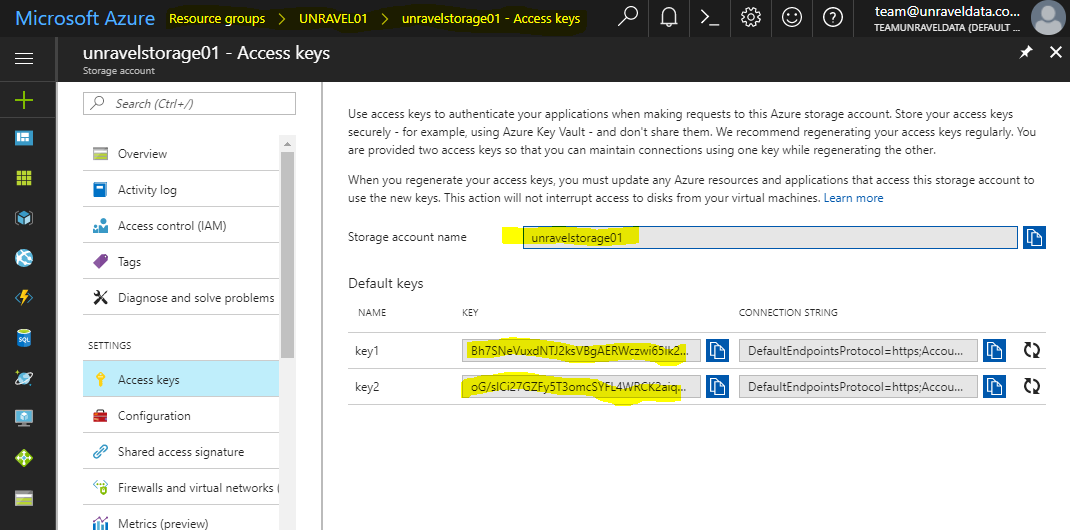 Microsoft Azure Resource groups > UNRAVEL01 > unravelstorage01 - Access keys
team@unraveldata.co...
TEAMUNRAVELDATA (DEFAULT ...
unravelstorage01 - Access keys
Storage account
Search (Ctrl+/)
Overview
Activity log
Access control (IAM)
Tags
Diagnose and solve problems
SETTINGS
Access keys
Configuration
Shared access signature
Firewalls and virtual networks (
Metrics (preview)
Use access keys to authenticate your applications when making requests to this Azure storage account. Store your access keys
securely - for example, using Azure Key Vault - and don't share them. We recommend regenerating your access keys regularly. You
are provided two access keys so that you can maintain connections using one key while regenerating the other.
When you regenerate your access keys, you must update any Azure resources and applications that access this storage account to
use the new keys. This action will not interrupt access to disks from your virtual machines. Learn more
Storage account name unravelstorage01
Default keys
NAME KEY CONNECTION STRING
key1 Bh7SNeVuxdNTJ2ksVBgAERWczwi65Ik2... DefaultEndpointsProtocol=https;Accou...
key2 oG/sICi27GZFy5T3omcSYFL4WRCK2aiq... DefaultEndpointsProtocol=https;Accou...